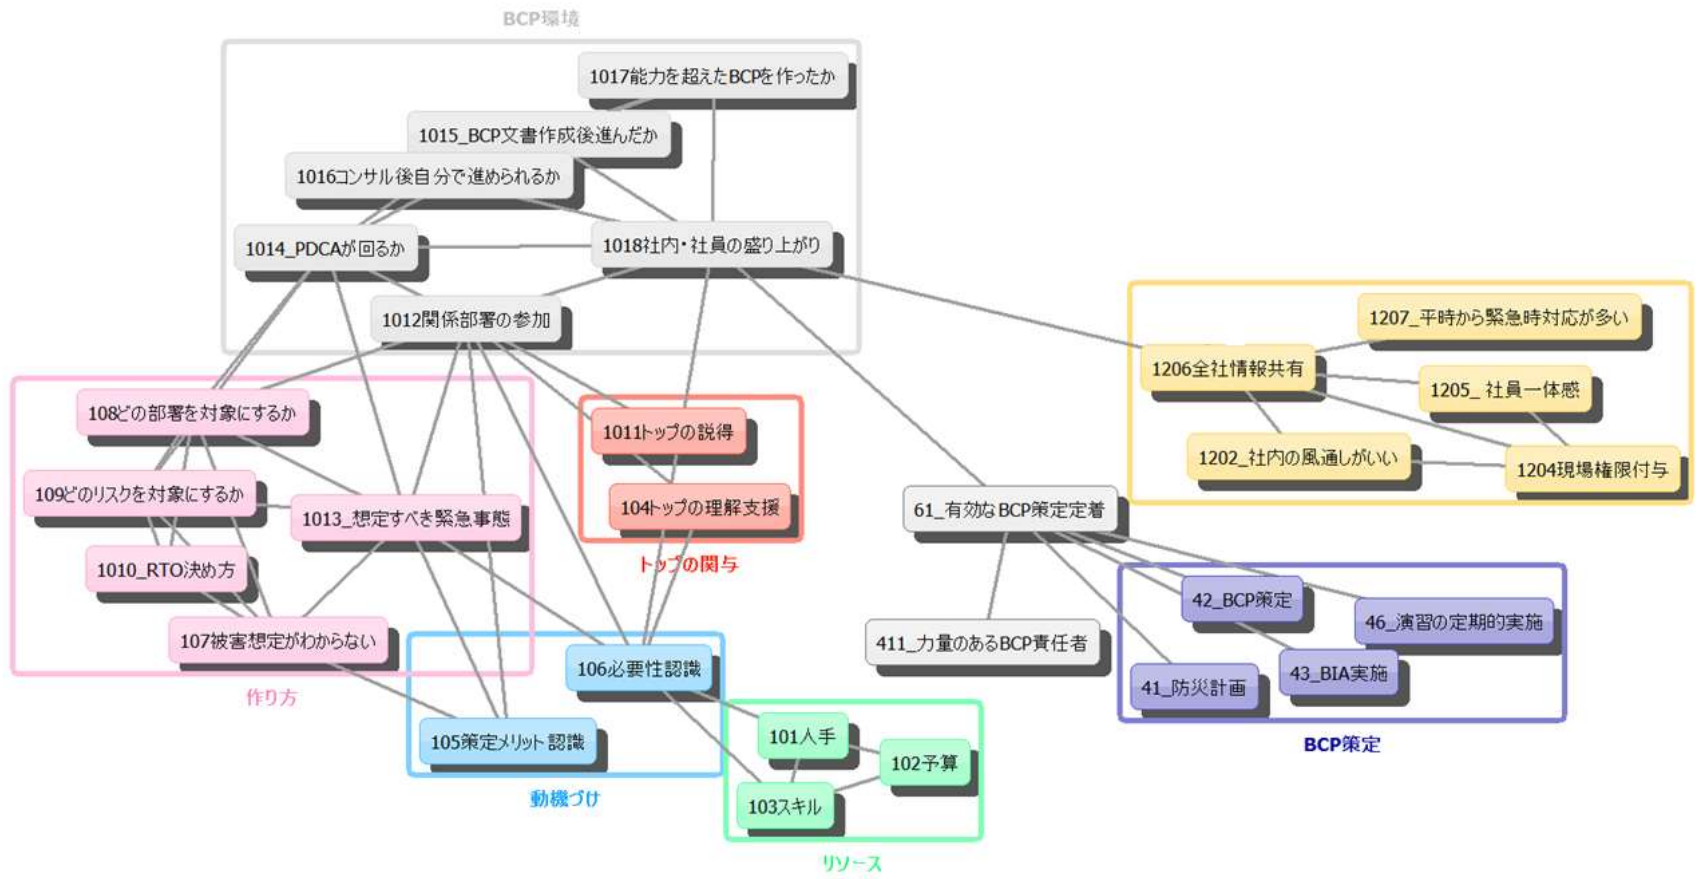 BCP環境
1017能力を超えたBCPを作ったか
1015_BCP文書作成後進んだか
1016コンサル後自分で進められるか
1014_PDCAが回るか
1018社内・社員の盛り上がり
1012関係部署の参加
1207_平時から緊急時対応が多い
1206全社情報共有
1205_ 社員一体感
1202_社内の風通しがいい
1204現場権限付与
108どの部署を対象にするか
109どのリスクを対象にするか
1013_想定すべき緊急事態
1010_RTO決め方
107被害想定がわからない
作り方
1011トップの説得
104トップの理解支援
トップの関与
61_有効なBCP策定定着
411_力量のあるBCP責任者
42_BCP策定
46_演習の定期的実施
43_BIA実施
41_防災計画
BCP策定
106必要性認識
105策定メリット認識
動機づけ
101人手
102予算
103スキル
リソース